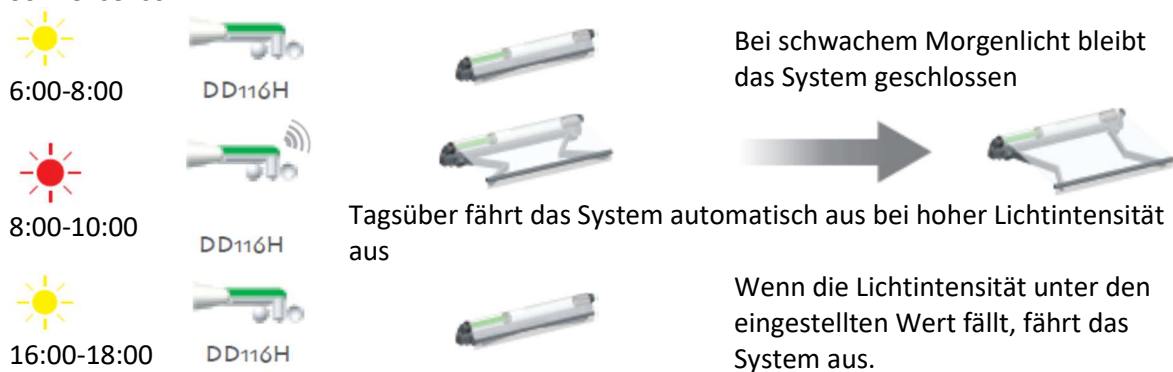 Bei schwachem Morgenlicht bleibt
das System geschlossen
6:00-8:00
DD116H
Tagsüber fährt das System automatisch aus bei hoher Lichtintensität
aus
8:00-10:00
DD116H
Wenn die Lichtintensität unter den
eingestellten Wert fällt, fährt das
System aus.
16:00-18:00
DD116H